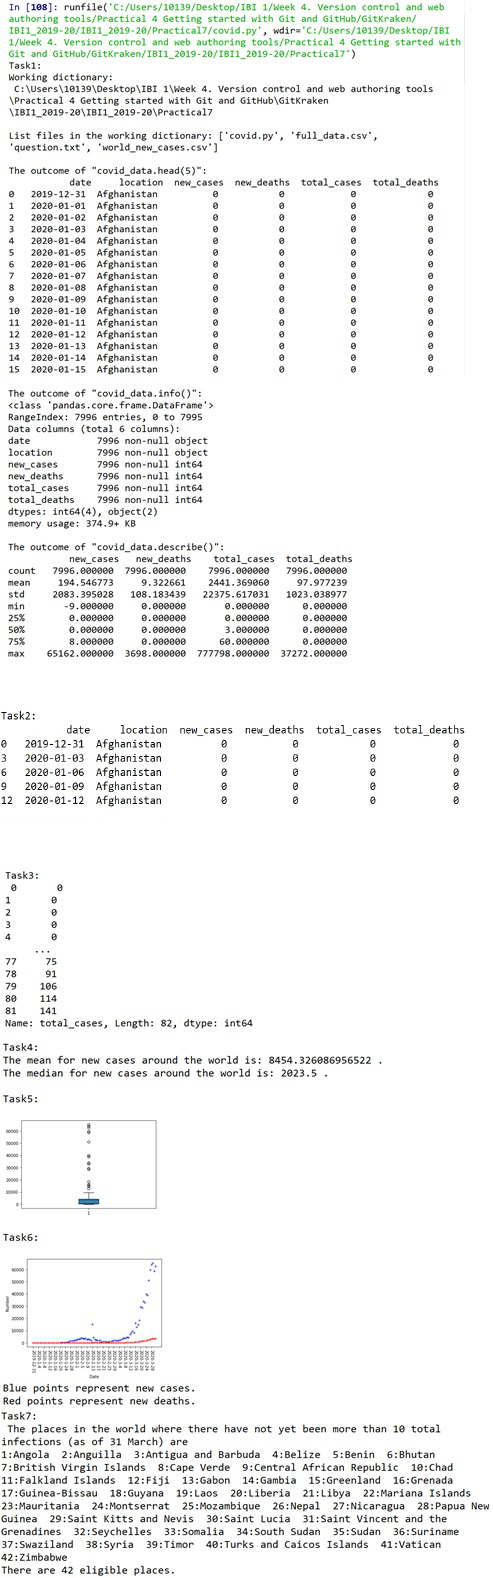 In [108]: runfile('C:/Users/10139/Desktop/IBI 1/Week 4. Version control and web
authoring tools/Practical 4 Getting started with Git and GitHub/GitKraken/
IBI1_2019-20/IBI1_2019-20/Practical7/covid.py', wdir='C:/Users/10139/Desktop/IBI
1/Week 4. Version control and web authoring tools/Practical 4 Getting started with
Git and GitHub/GitKraken/IBI1_2019-20/IBI1_2019-20/Practical7')
Task1:
Working dictionary:
C:\Users\10139\Desktop\IBI 1\Week 4. Version control and web authoring tools
\Practical 4 Getting started with Git and GitHub\GitKraken
\IBI1_2019-20\IBI1_2019-20\Practical7
List files in the working dictionary: ['covid.py', 'full_data.csv',
'question.txt', 'world_new_cases.csv']
The outcome of "covid_data.head(5)":
date location new_cases new_deaths total_cases total_deaths
0 2019-12-31 Afghanistan 0 0 0 0
1 2020-01-01 Afghanistan 0 0 0 0
2 2020-01-02 Afghanistan 0 0 0 0
3 2020-01-03 Afghanistan 0 0 0 0
4 2020-01-04 Afghanistan 0 0 0 0
5 2020-01-05 Afghanistan 0 0 0 0
6 2020-01-06 Afghanistan 0 0 0 0
7 2020-01-07 Afghanistan 0 0 0 0
8 2020-01-08 Afghanistan 0 0 0 0
9 2020-01-09 Afghanistan 0 0 0 0
10 2020-01-10 Afghanistan 0 0 0 0
11 2020-01-11 Afghanistan 0 0 0 0
12 2020-01-12 Afghanistan 0 0 0 0
13 2020-01-13 Afghanistan 0 0 0 0
14 2020-01-14 Afghanistan 0 0 0 0
15 2020-01-15 Afghanistan 0 0 0 0
The outcome of "covid_data.info()":
<class 'pandas.core.frame.DataFrame'>
RangeIndex: 7996 entries, 0 to 7995
Data columns (total 6 columns):
date 7996 non-null object
location 7996 non-null object
new_cases 7996 non-null int64
new_deaths 7996 non-null int64
total_cases 7996 non-null int64
total_deaths 7996 non-null int64
dtypes: int64(4), object(2)
memory usage: 374.9+ KB
The outcome of "covid_data.describe()":
new_cases new_deaths total_cases total_deaths
count 7996.000000 7996.000000 7996.000000 7996.000000
mean 194.546773 9.322661 2441.369060 97.977239
std 2083.395028 108.183439 22375.617031 1023.038977
min -9.000000 0.000000 0.000000 0.000000
25% 0.000000 0.000000 0.000000 0.000000
50% 0.000000 0.000000 3.000000 0.000000
75% 8.000000 0.000000 60.000000 0.000000
max 65162.000000 3698.000000 777798.000000 37272.000000
Task2:
date location new_cases new_deaths total_cases total_deaths
0 2019-12-31 Afghanistan 0 0 0 0
3 2020-01-03 Afghanistan 0 0 0 0
6 2020-01-06 Afghanistan 0 0 0 0
9 2020-01-09 Afghanistan 0 0 0 0
12 2020-01-12 Afghanistan 0 0 0 0
Task3:
0 0
1 0
2 0
3 0
4 0
...
77 75
78 91
79 106
80 114
81 141
Name: total_cases, Length: 82, dtype: int64
Task4:
The mean for new cases around the world is: 8454.326086956522 .
The median for new cases around the world is: 2023.5 .
Task5:
60000
50000
40000
30000
20000
10000
0
1
Task6:
60000
50000
40000
30000
20000
10000
0
Number
Date
Blue points represent new cases.
Red points represent new deaths.
Task7:
The places in the world where there have not yet been more than 10 total
infections (as of 31 March) are
1:Angola 2:Anguilla 3:Antigua and Barbuda 4:Belize 5:Benin 6:Bhutan
7:British Virgin Islands 8:Cape Verde 9:Central African Republic 10:Chad
11:Falkland Islands 12:Fiji 13:Gabon 14:Gambia 15:Greenland 16:Grenada
17:Guinea-Bissau 18:Guyana 19:Laos 20:Liberia 21:Libya 22:Mariana Islands
23:Mauritania 24:Montserrat 25:Mozambique 26:Nepal 27:Nicaragua 28:Papua New
Guinea 29:Saint Kitts and Nevis 30:Saint Lucia 31:Saint Vincent and the
Grenadines 32:Seychelles 33:Somalia 34:South Sudan 35:Sudan 36:Suriname
37:Swaziland 38:Syria 39:Timor 40:Turks and Caicos Islands 41:Vatican
42:Zimbabwe
There are 42 eligible places.